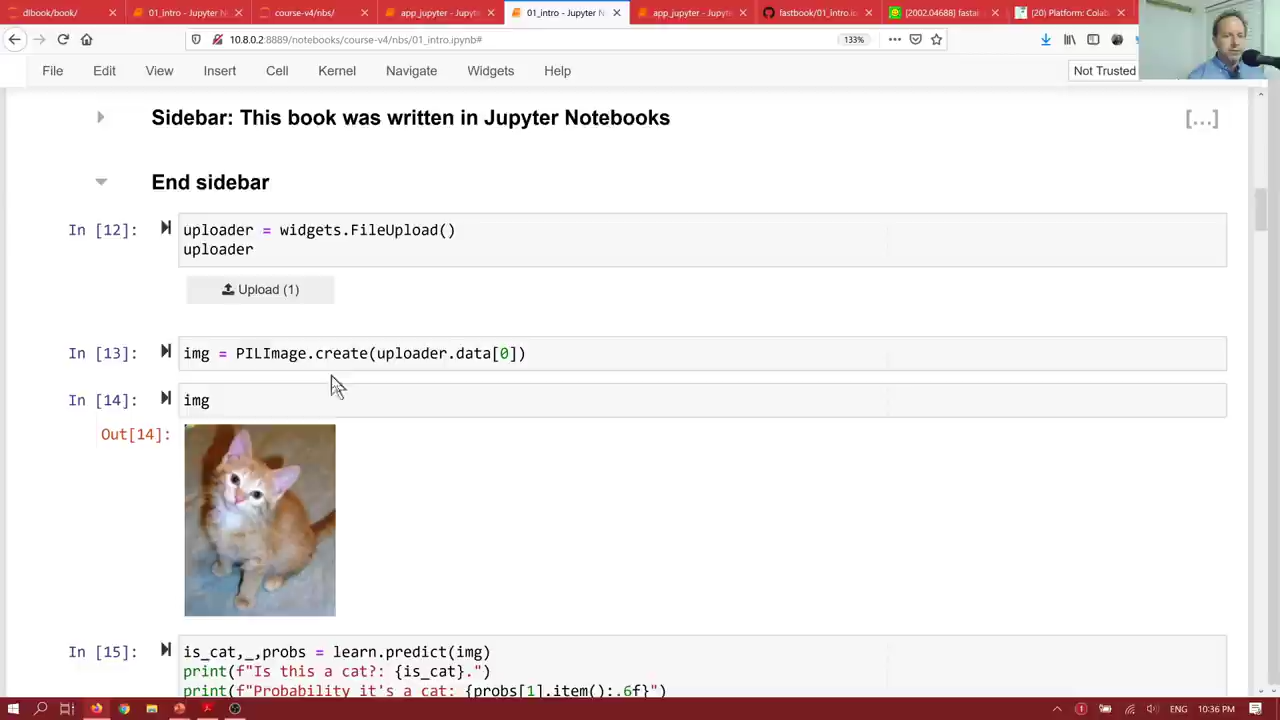 dlbook/book/
01_intro - Jupyter N
course-v4/nbs/
app_jupyter - Jupyte
01_intro - Jupyter N
app_jupyter - Jupyte
fastbook/01_intro.io
[2002.04688] fastai
(20) Platform: Colab
10.8.0.2:8889/notebooks/course-v4/nbs/01_intro.ipynb#
133%
File Edit View Insert Cell Kernel Navigate Widgets Help
Not Trusted
Sidebar: This book was written in Jupyter Notebooks
[...]
End sidebar
In [12]:
uploader = widgets.FileUpload()
uploader
Upload (1)
In [13]:
img = PILImage.create(uploader.data[0])
In [14]:
img
Out[14]:
In [15]:
is_cat,_,probs = learn.predict(img)
print(f"Is this a cat?: {is_cat}.")
print(f"Probability it's a cat: {probs[1].item():.6f}")
ENG 10:36 PM